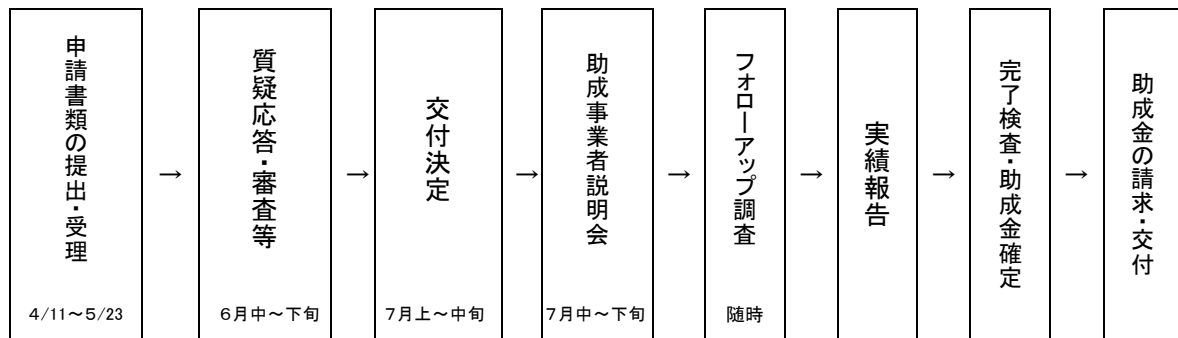 申請書類の提出・受理
4/11～5/23
→
質疑応答・審査等
６月中～下旬
→
交付決定
７月上～中旬
→
助成事業者説明会
７月中～下旬
→
フォローアップ調査
随時
→
実績報告
→
完了検査・助成金確定
→
助成金の請求・交付